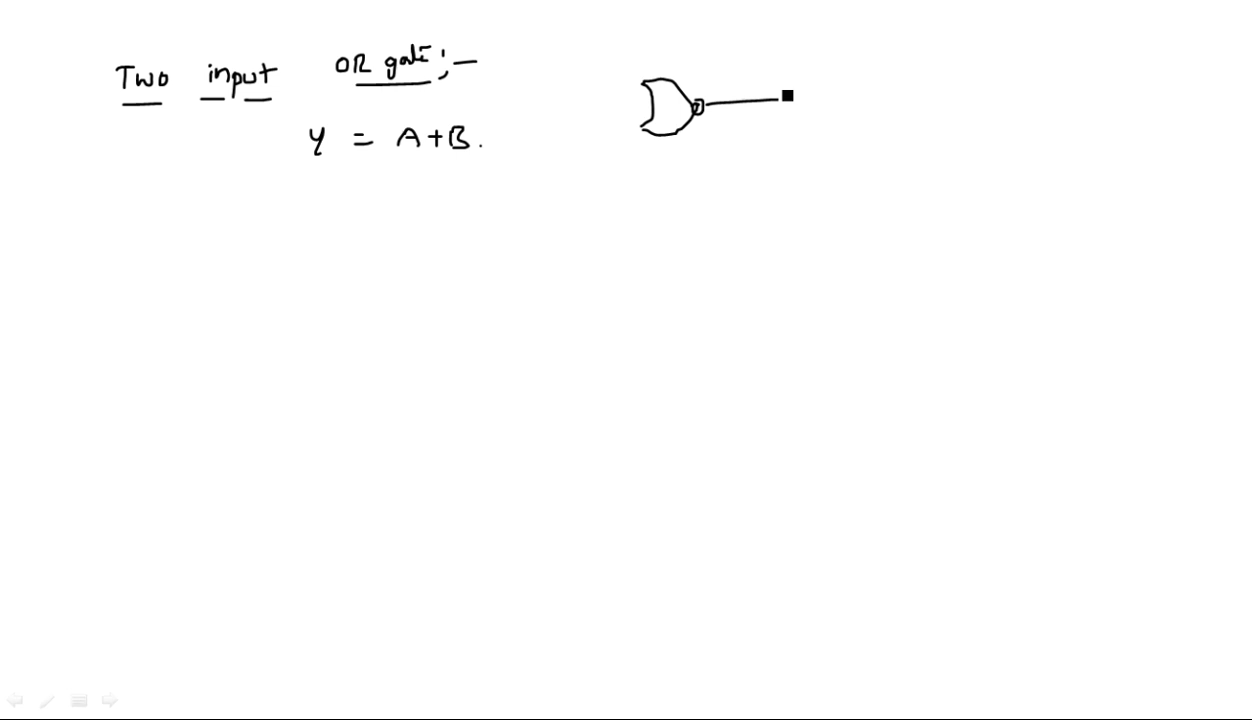 Two input OR gate :-
Y = A+B.